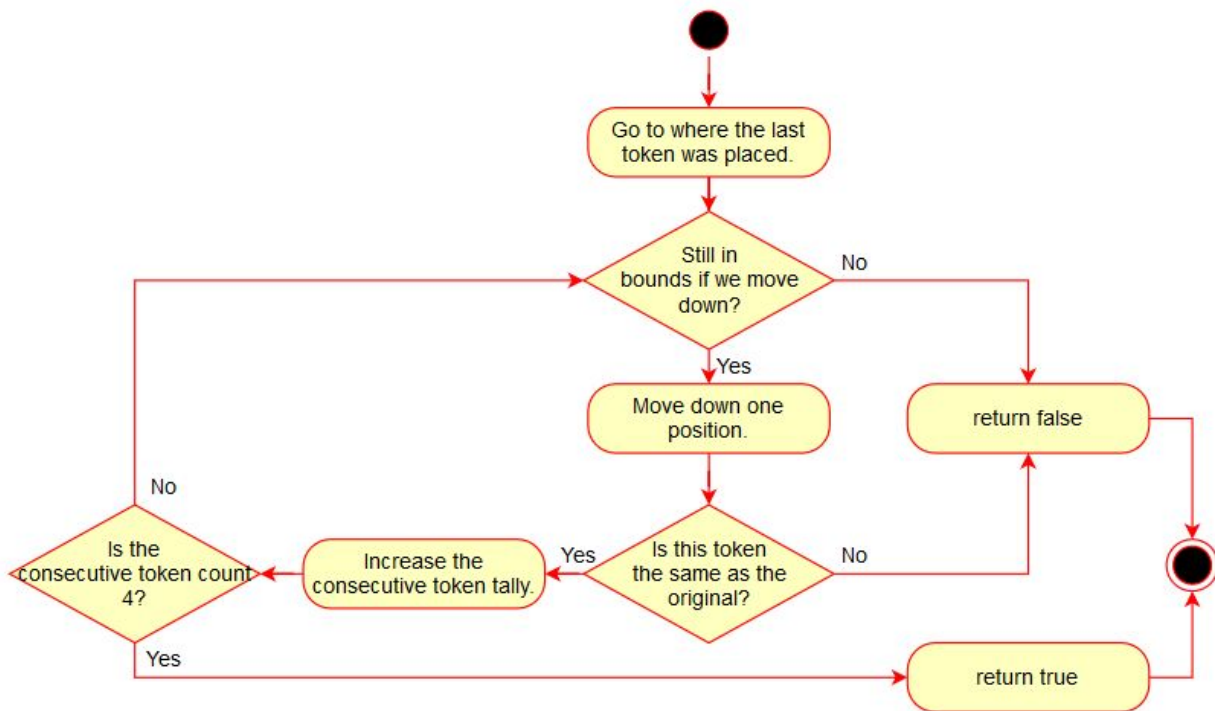 Go to where the last
token was placed.
Still in
bounds if we move
down?
No
Yes
Move down one
position.
return false
No
Is the
consecutive token count
4?
Increase the
consecutive token tally.
Yes
Is this token
the same as the
original?
No
Yes
return true